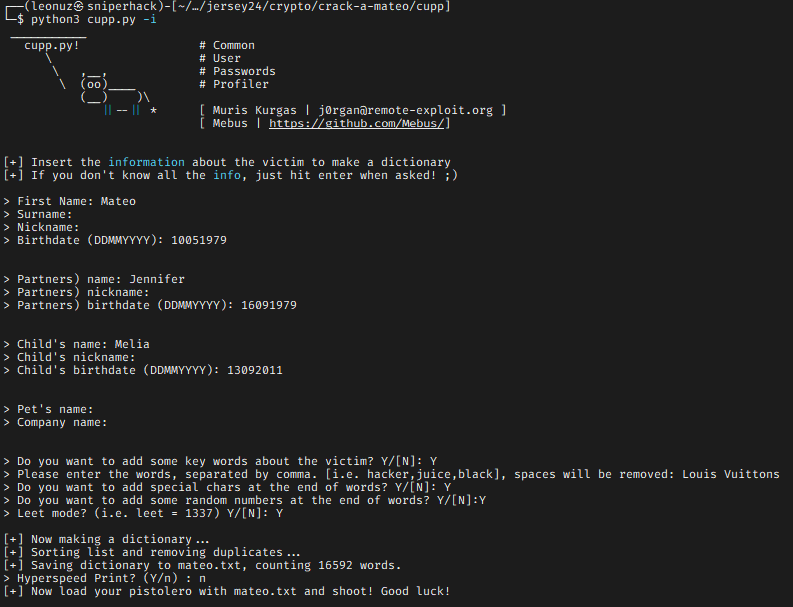 ┌──(leonuz㉿sniperhack)-[~/…/jersey24/crypto/crack-a-mateo/cupp]
└─$ python3 cupp.py -i
 ___________
   cupp.py!                 # Common
      \                     # User
       \   ,__,             # Passwords
        \  (oo)____         # Profiler
           (__)    )\
              ||--|| *      [ Muris Kurgas | j0rgan@remote-exploit.org ]
                            [ Mebus | https://github.com/Mebus/]
[+] Insert the information about the victim to make a dictionary
[+] If you don't know all the info, just hit enter when asked! ;)
> First Name: Mateo
> Surname:
> Nickname:
> Birthdate (DDMMYYYY): 10051979
> Partners) name: Jennifer
> Partners) nickname:
> Partners) birthdate (DDMMYYYY): 16091979
> Child's name: Melia
> Child's nickname:
> Child's birthdate (DDMMYYYY): 13092011
> Pet's name:
> Company name:
> Do you want to add some key words about the victim? Y/[N]: Y
> Please enter the words, separated by comma. [i.e. hacker,juice,black], spaces will be removed: Louis Vuittons
> Do you want to add special chars at the end of words? Y/[N]: Y
> Do you want to add some random numbers at the end of words? Y/[N]:Y
> Leet mode? (i.e. leet = 1337) Y/[N]: Y
[+] Now making a dictionary...
[+] Sorting list and removing duplicates...
[+] Saving dictionary to mateo.txt, counting 16592 words.
> Hyperspeed Print? (Y/n) : n
[+] Now load your pistolero with mateo.txt and shoot! Good luck!